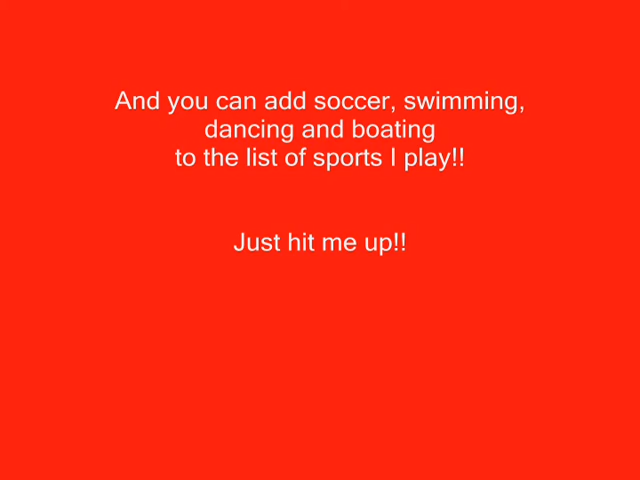 And you can add soccer, swimming,
dancing and boating
to the list of sports I play!!
Just hit me up!!